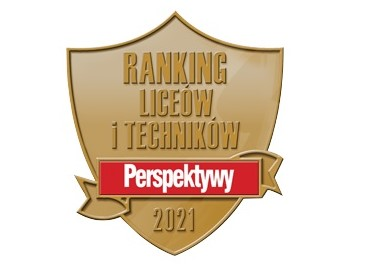 RANKING
LICEÓW
i TECHNIKÓW
Perspektywy
2021